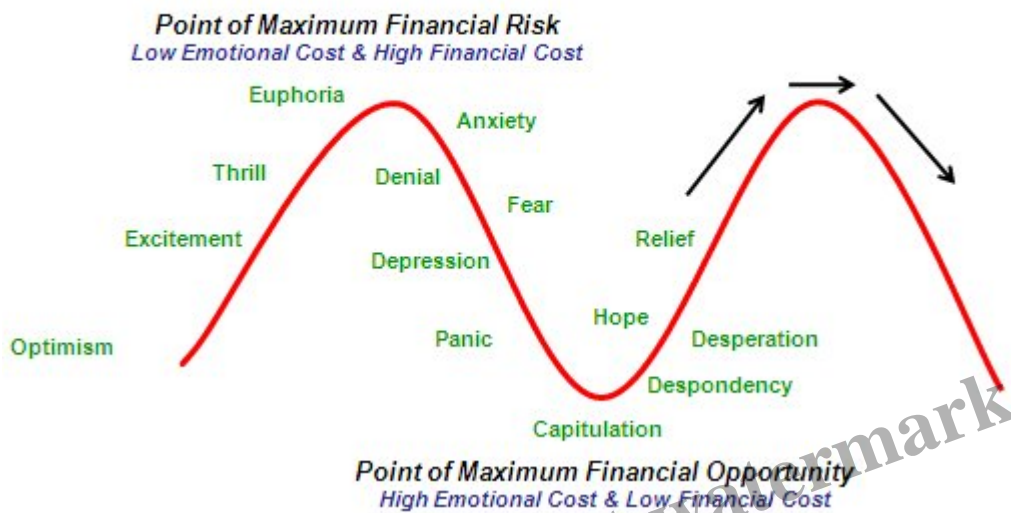 Point of Maximum Financial Risk
Low Emotional Cost & High Financial Cost
Euphoria
Anxiety
Thrill
Denial
Fear
Excitement
Relief
Depression
Hope
Optimism
Panic
Desperation
Despondency
Capitulation
Point of Maximum Financial Opportunity
High Emotional Cost & Low Financial Cost
watermark